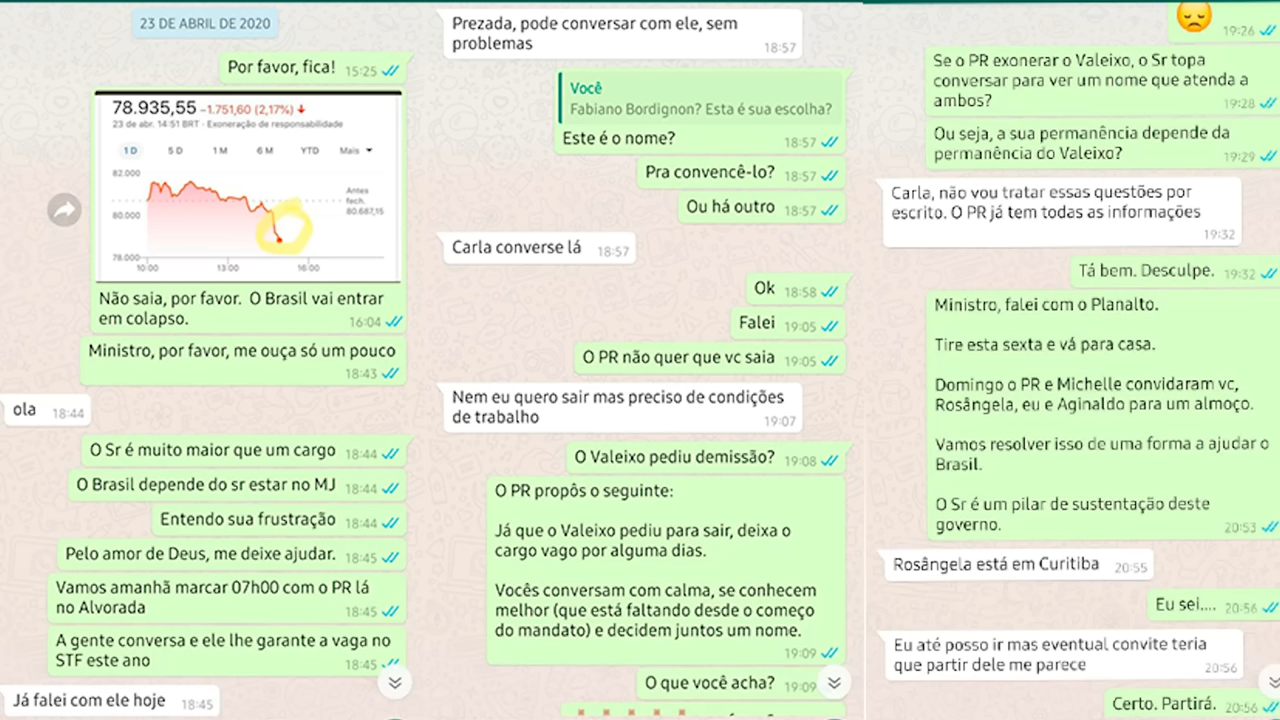 23 DE ABRIL DE 2020
Por favor, fica! 15:25
78.935,55 -1.751,60 (2,17%) ↓
23 de abr. 14:51 BRT - Exoneração de responsabilidade
1 D 5 D 1 M 6 M YTD Mais
82.000
Antes
fech.
80.687,15
80.000
78.000
10:00 13:00 16:00
Não saia, por favor. O Brasil vai entrar
em colapso.
16:04
Ministro, por favor, me ouça só um pouco
18:43
ola 18:44
O Sr é muito maior que um cargo 18:44
O Brasil depende do sr estar no MJ 18:44
Entendo sua frustração 18:44
Pelo amor de Deus, me deixe ajudar. 18:45
Vamos amanhã marcar 07h00 com o PR lá
no Alvorada
18:45
A gente conversa e ele lhe garante a vaga no
STF este ano
18:45
Já falei com ele hoje 18:45
Prezada, pode conversar com ele, sem
problemas
18:57
Você
Fabiano Bordignon? Esta é sua escolha?
Este é o nome? 18:57
Pra convencê-lo? 18:57
Ou há outro 18:57
Carla converse lá 18:57
Ok 18:58
Falei 19:05
O PR não quer que vc saia 19:05
Nem eu quero sair mas preciso de condições
de trabalho
19:07
O Valeixo pediu demissão? 19:08
O PR propôs o seguinte:
Já que o Valeixo pediu para sair, deixa o
cargo vago por alguma dias.
Vocês conversam com calma, se conhecem
melhor (que está faltando desde o começo
do mandato) e decidem juntos um nome.
19:09
O que você acha? 19:09
19:26
Se o PR exonerar o Valeixo, o Sr topa
conversar para ver um nome que atenda a
ambos?
19:28
Ou seja, a sua permanência depende da
permanência do Valeixo?
19:29
Carla, não vou tratar essas questões por
escrito. O PR já tem todas as informações
19:32
Tá bem. Desculpe. 19:32
Ministro, falei com o Planalto.
Tire esta sexta e vá para casa.
Domingo o PR e Michelle convidaram vc,
Rosângela, eu e Aginaldo para um almoço.
Vamos resolver isso de uma forma a ajudar o
Brasil.
O Sr é um pilar de sustentação deste
governo.
20:53
Rosângela está em Curitiba 20:55
Eu sei.... 20:56
Eu até posso ir mas eventual convite teria
que partir dele me parece
20:56
Certo. Partirá. 20:56